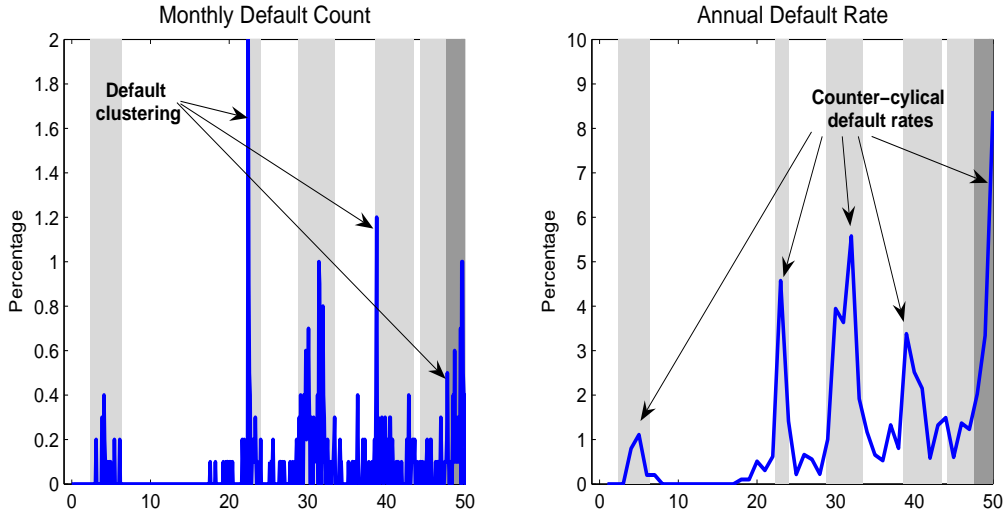 Monthly Default Count
2
1.8
1.6
1.4
1.2
1
0.8
0.6
0.4
0.2
0
Percentage
Default
clustering
0 10 20 30 40 50
Annual Default Rate
10
9
8
7
6
5
4
3
2
1
0
Percentage
Counter−cylical
default rates
0 10 20 30 40 50